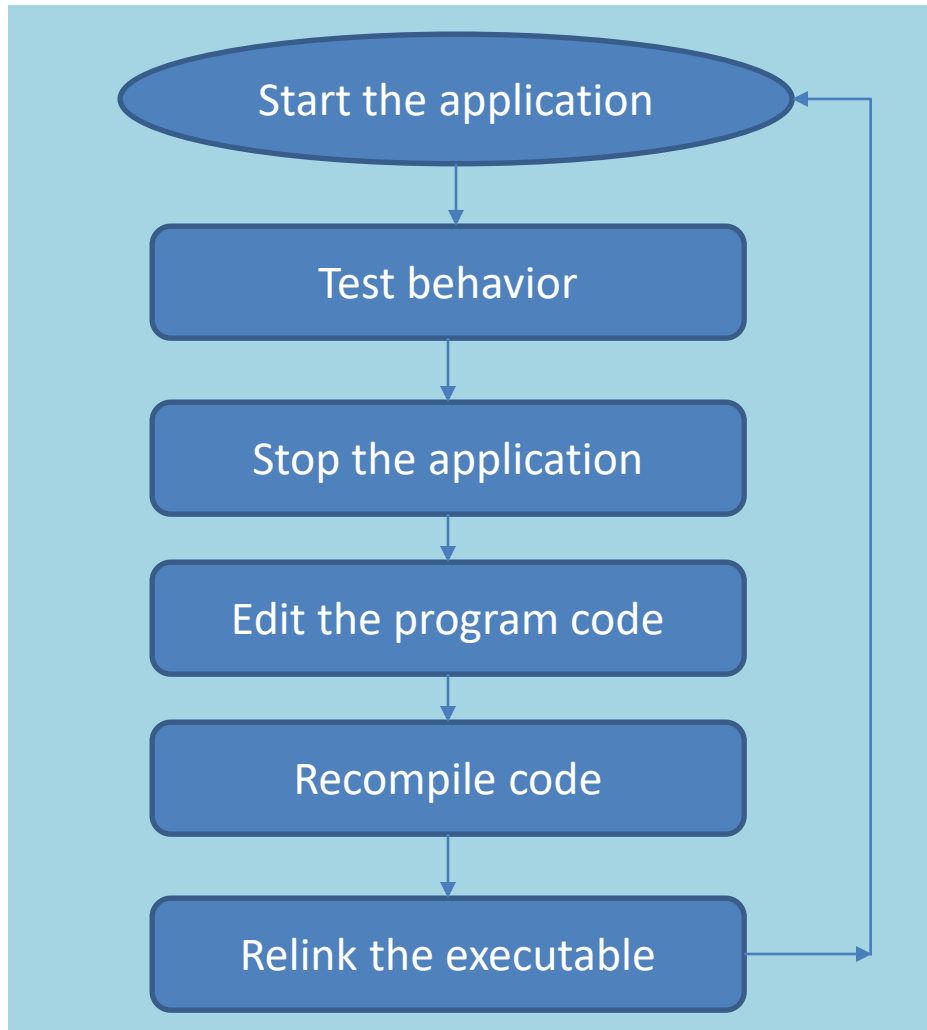 Start the application
Test behavior
Stop the application
Edit the program code
Recompile code
Relink the executable